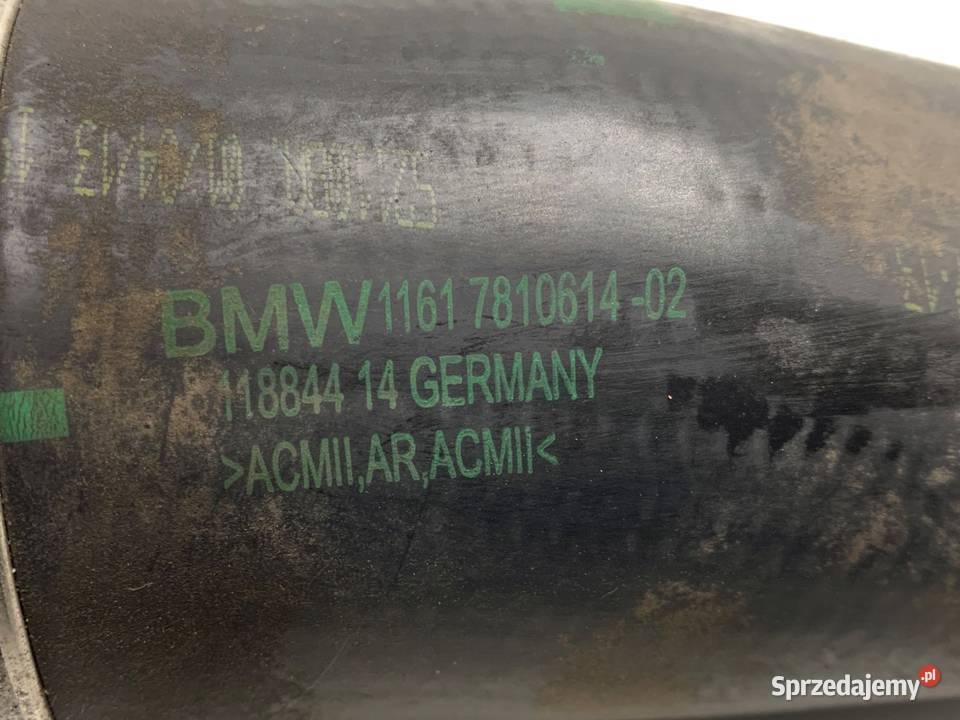 BMW 1161 7810614-02
118844 14 GERMANY
>ACMII,AR,ACMII<
Sprzedajemy.pl